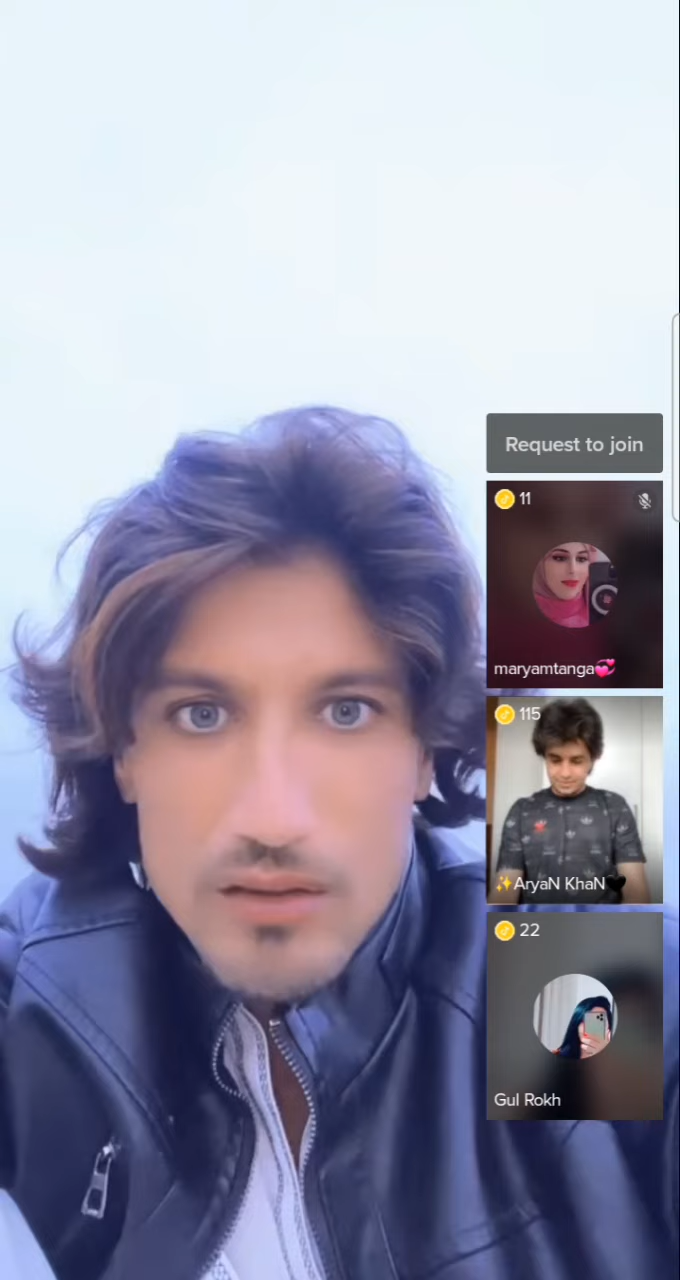 Request to join
11
maryamtanga💞
115
✨AryaN KhaN🖤
22
Gul Rokh